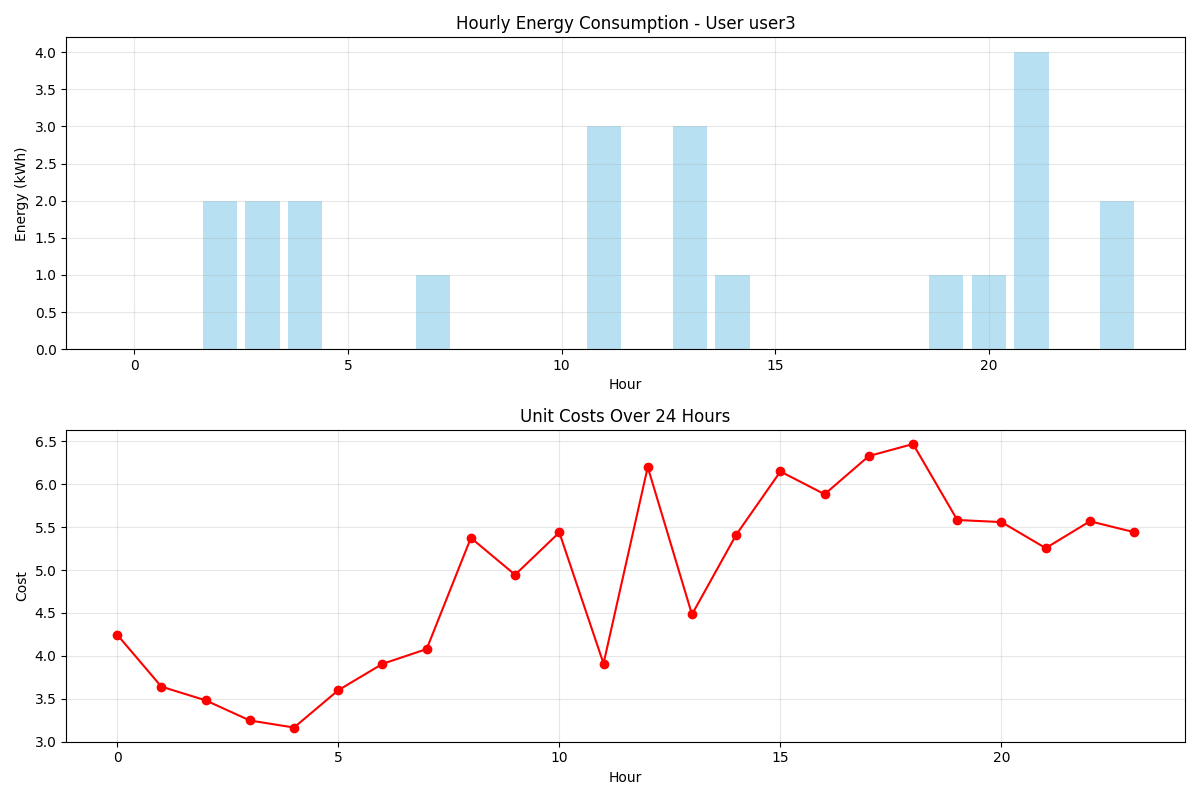 Hourly Energy Consumption - User user3
Energy (kWh)
4.0
3.5
3.0
2.5
2.0
1.5
1.0
0.5
0.0
0 5 10 15 20
Hour
Unit Costs Over 24 Hours
Cost
6.5
6.0
5.5
5.0
4.5
4.0
3.5
3.0
0 5 10 15 20
Hour